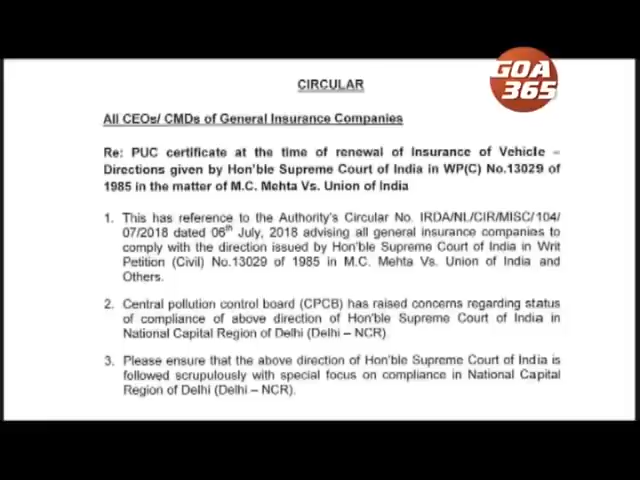 GOA
365
CIRCULAR
All CEOs/ CMDs of General Insurance Companies
Re: PUC certificate at the time of renewal of Insurance of Vehicle –
Directions given by Hon'ble Supreme Court of India in WP(C) No.13029 of
1985 in the matter of M.C. Mehta Vs. Union of India
1. This has reference to the Authority's Circular No. IRDA/NL/CIR/MISC/104/
07/2018 dated 06th July, 2018 advising all general insurance companies to
comply with the direction issued by Hon'ble Supreme Court of India in Writ
Petition (Civil) No.13029 of 1985 in M.C. Mehta Vs. Union of India and
Others.
2. Central pollution control board (CPCB) has raised concerns regarding status
of compliance of above direction of Hon'ble Supreme Court of India in
National Capital Region of Delhi (Delhi – NCR)
3. Please ensure that the above direction of Hon'ble Supreme Court of India is
followed scrupulously with special focus on compliance in National Capital
Region of Delhi (Delhi – NCR).